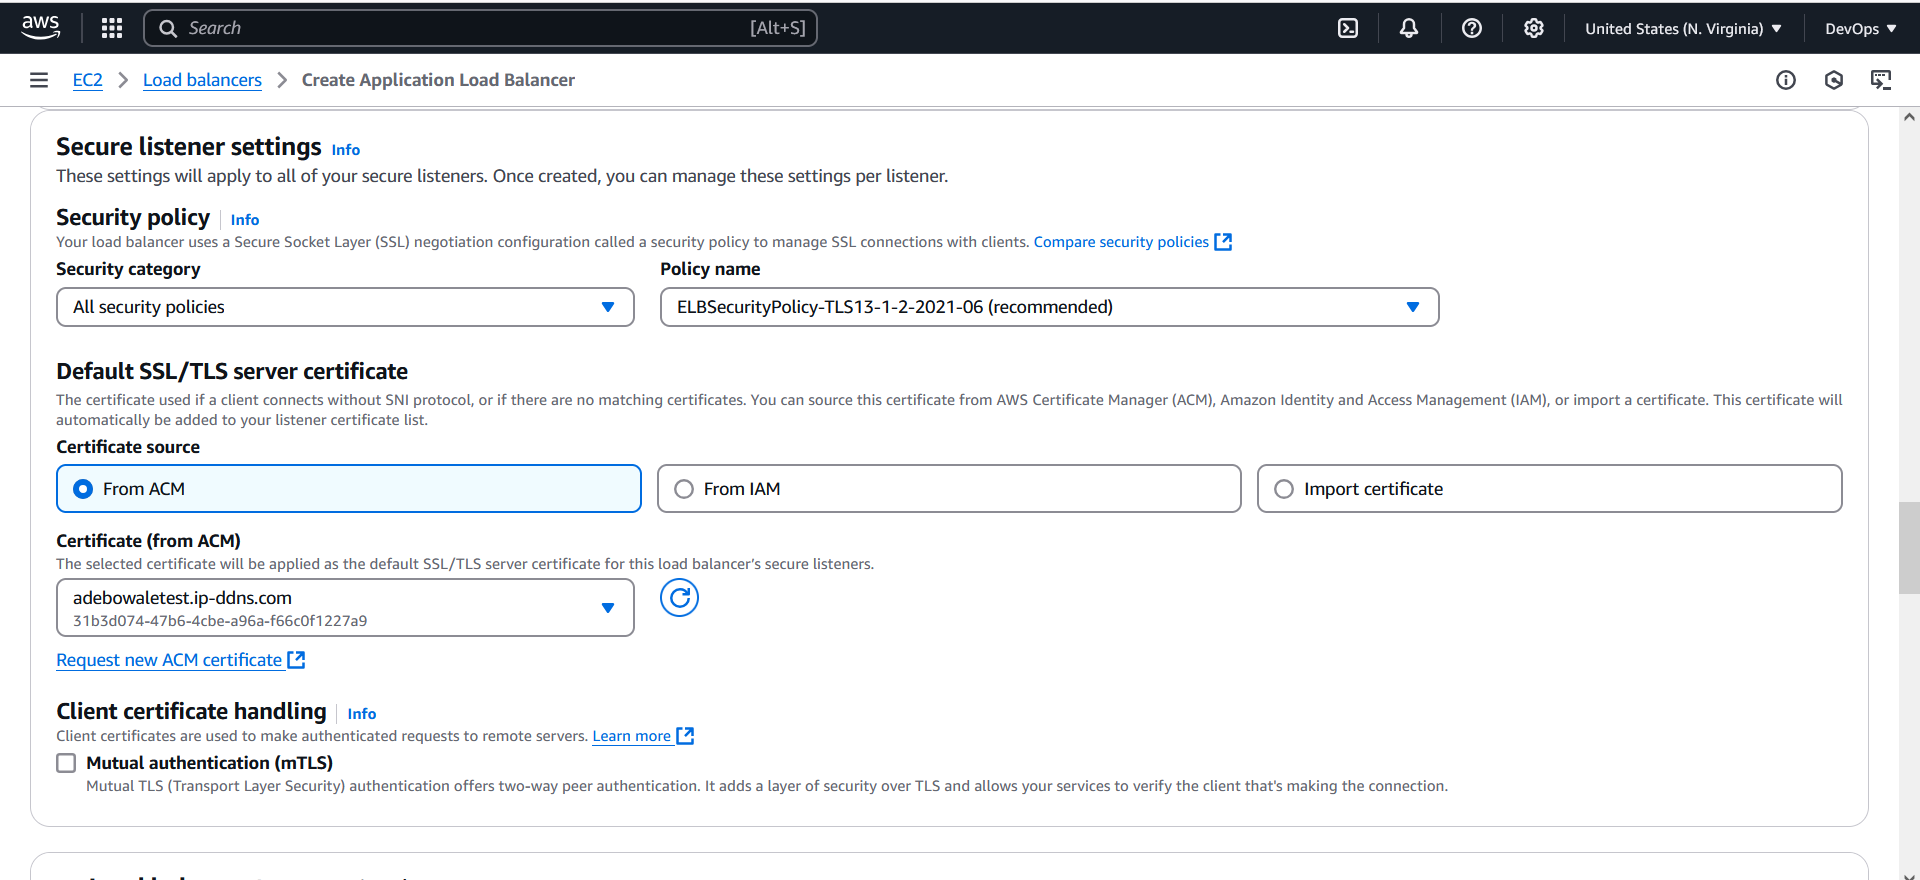 aws
Search [Alt+S]
United States (N. Virginia)
DevOps
EC2
Load balancers
Create Application Load Balancer
Secure listener settings Info
These settings will apply to all of your secure listeners. Once created, you can manage these settings per listener.
Security policy Info
Your load balancer uses a Secure Socket Layer (SSL) negotiation configuration called a security policy to manage SSL connections with clients. Compare security policies
Security category
Policy name
All security policies
ELBSecurityPolicy-TLS13-1-2-2021-06 (recommended)
Default SSL/TLS server certificate
The certificate used if a client connects without SNI protocol, or if there are no matching certificates. You can source this certificate from AWS Certificate Manager (ACM), Amazon Identity and Access Management (IAM), or import a certificate. This certificate will
automatically be added to your listener certificate list.
Certificate source
From ACM
From IAM
Import certificate
Certificate (from ACM)
The selected certificate will be applied as the default SSL/TLS server certificate for this load balancer’s secure listeners.
adebowaletest.ip-ddns.com
31b3d074-47b6-4cbe-a96a-f66c0f1227a9
Request new ACM certificate
Client certificate handling Info
Client certificates are used to make authenticated requests to remote servers. Learn more
Mutual authentication (mTLS)
Mutual TLS (Transport Layer Security) authentication offers two-way peer authentication. It adds a layer of security over TLS and allows your services to verify the client that's making the connection.